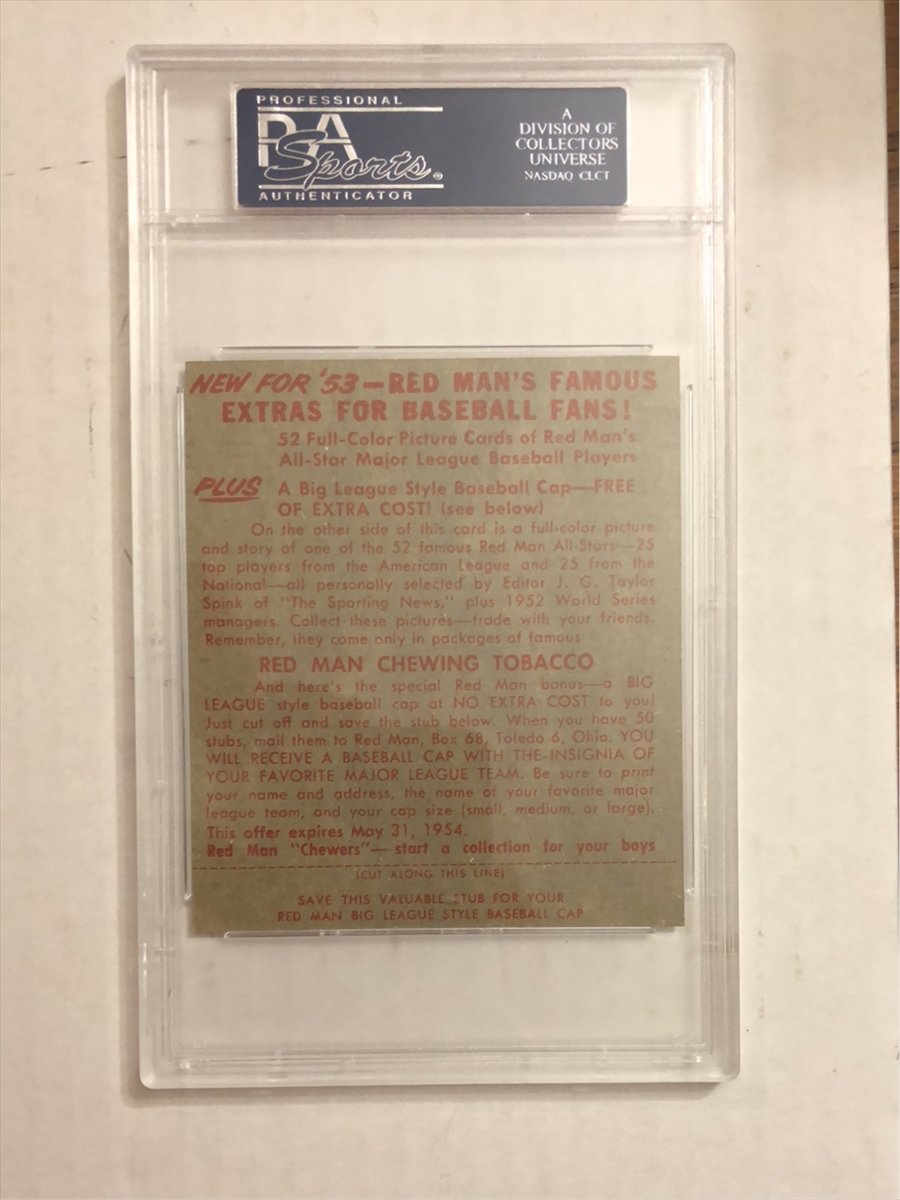 PROFESSIONAL
PSA
Sports
AUTHENTICATOR
A
DIVISION OF
COLLECTORS
UNIVERSE
NASDAQ CLCT
NEW FOR '53—RED MAN'S FAMOUS
EXTRAS FOR BASEBALL FANS!
52 Full-Color Picture Cards of Red Man's
All-Star Major League Baseball Players
PLUS A Big League Style Baseball Cap—FREE
OF EXTRA COST! (see below)
On the other side of this card is a full-color picture
and story of one of the 52 famous Red Man All-Stars—25
top players from the American League and 25 from the
National—all personally selected by Editor J. G. Taylor
Spink of "The Sporting News," plus 1952 World Series
managers. Collect these pictures—trade with your friends.
Remember, they come only in packages of famous
RED MAN CHEWING TOBACCO
And here's the special Red Man bonus—a BIG
LEAGUE style baseball cap at NO EXTRA COST to you!
Just cut off and save the stub below. When you have 50
stubs, mail them to Red Man, Box 68, Toledo 6, Ohio. YOU
WILL RECEIVE A BASEBALL CAP WITH THE INSIGNIA OF
YOUR FAVORITE MAJOR LEAGUE TEAM. Be sure to print
your name and address, the name of your favorite major
league team, and your cap size (small, medium, or large).
This offer expires May 31, 1954.
Red Man "Chewers"—start a collection for your boys
(CUT ALONG THIS LINE)
SAVE THIS VALUABLE STUB FOR YOUR
RED MAN BIG LEAGUE STYLE BASEBALL CAP